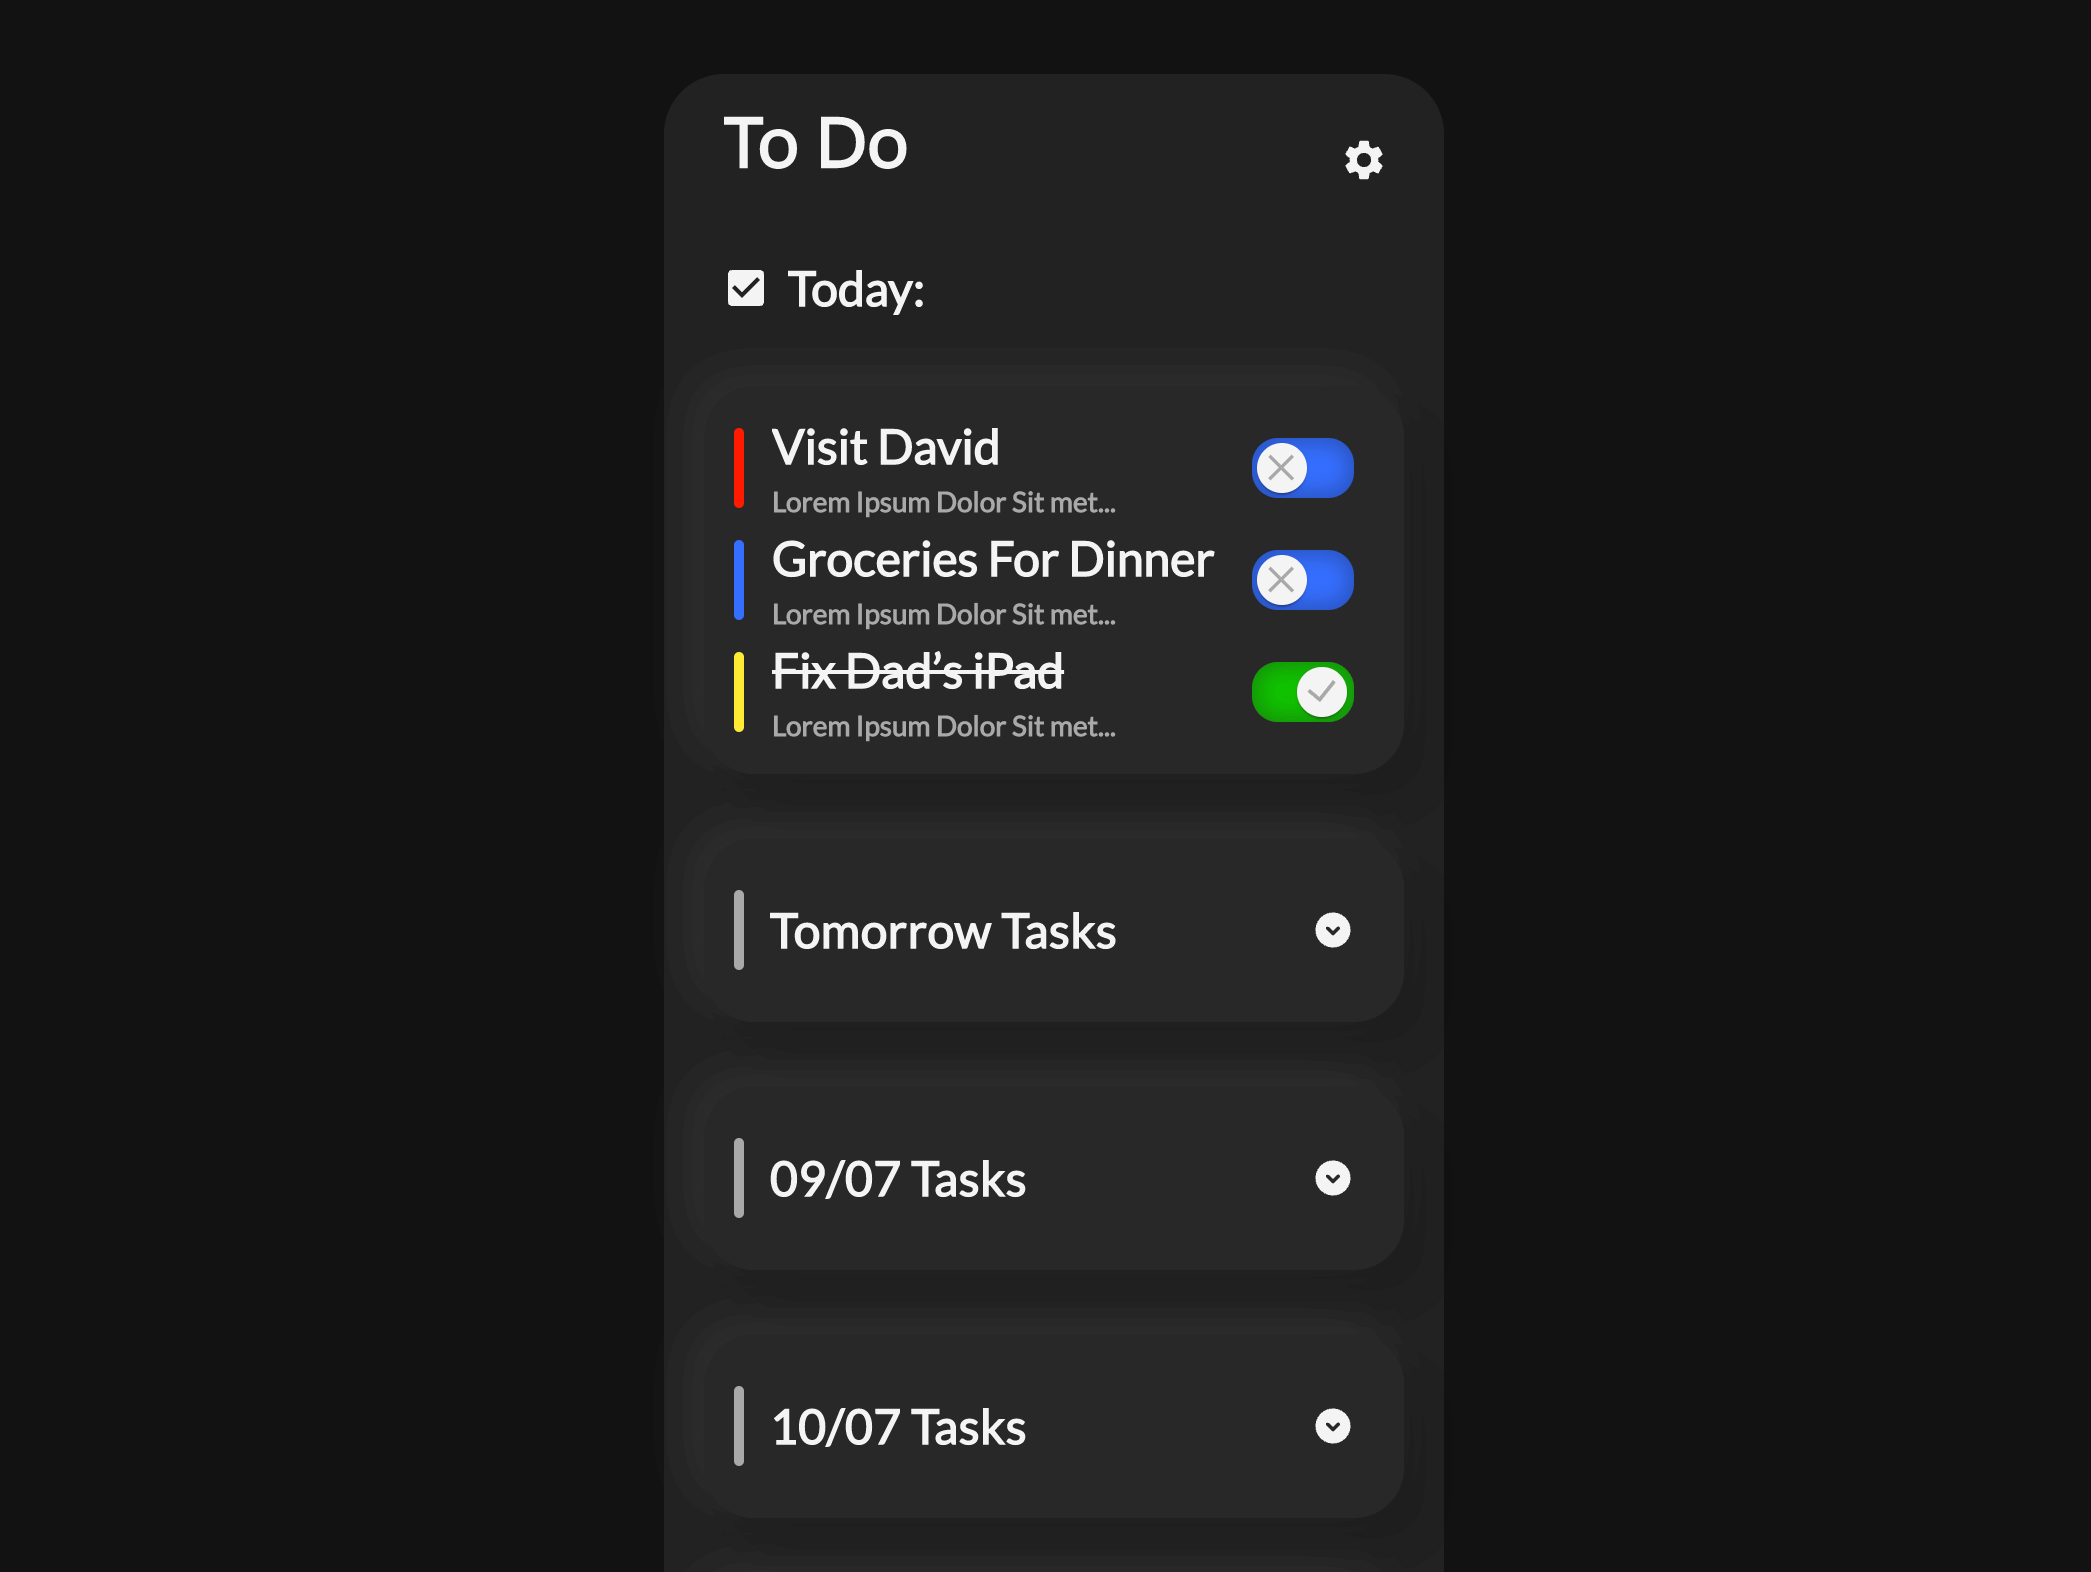 To Do
Today:
Visit David
Lorem Ipsum Dolor Sit met...
Groceries For Dinner
Lorem Ipsum Dolor Sit met...
Fix Dad’s iPad
Lorem Ipsum Dolor Sit met...
Tomorrow Tasks
09/07 Tasks
10/07 Tasks